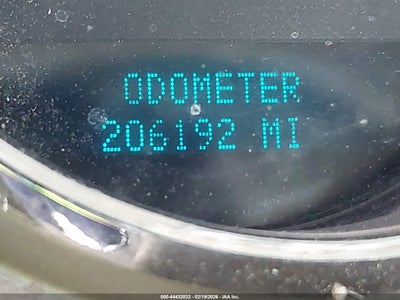 ODOMETER
206192 MI
000-44432032 - 02/19/2026 - IAA Inc.